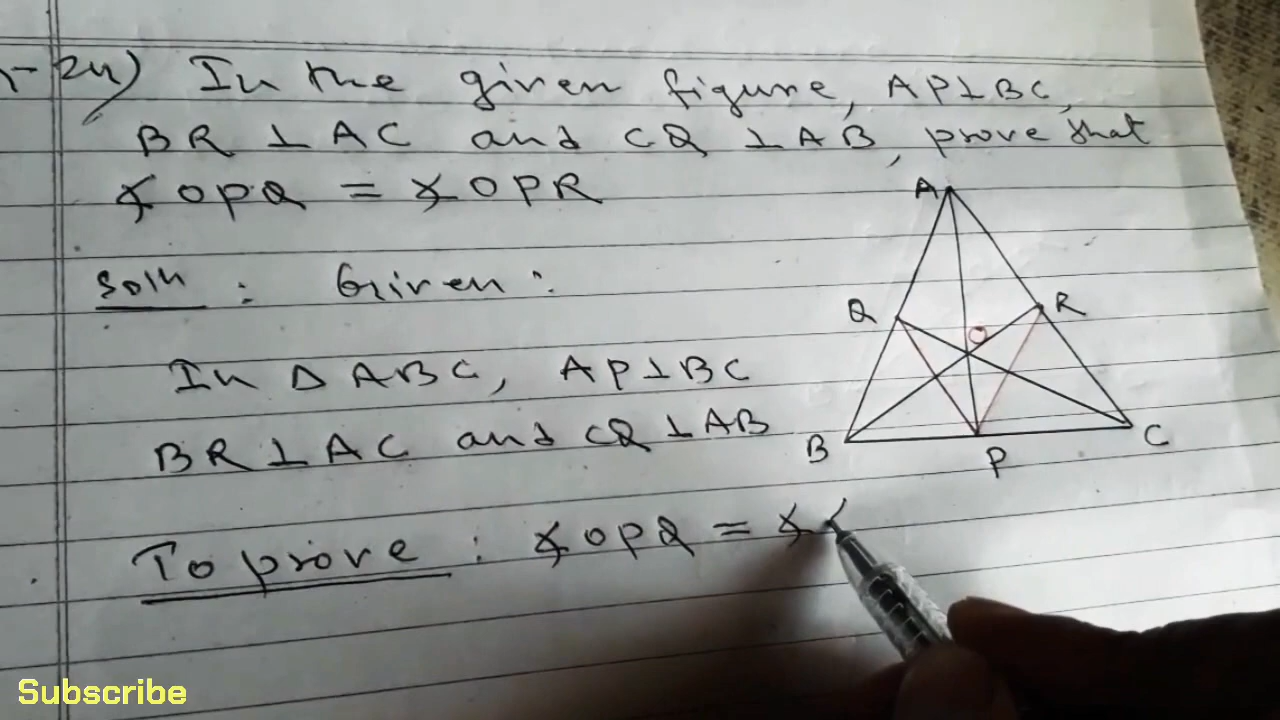 24) In the given figure, AP⊥BC,
BR ⊥ AC and CQ ⊥AB, prove that
∡OPQ = ∡OPR
Soln : Given:
In △ABC, AP⊥BC
BR⊥AC and CQ⊥AB
To prove : ∡OPQ = ∡
A
Q
R
O
B
P
C
Subscribe